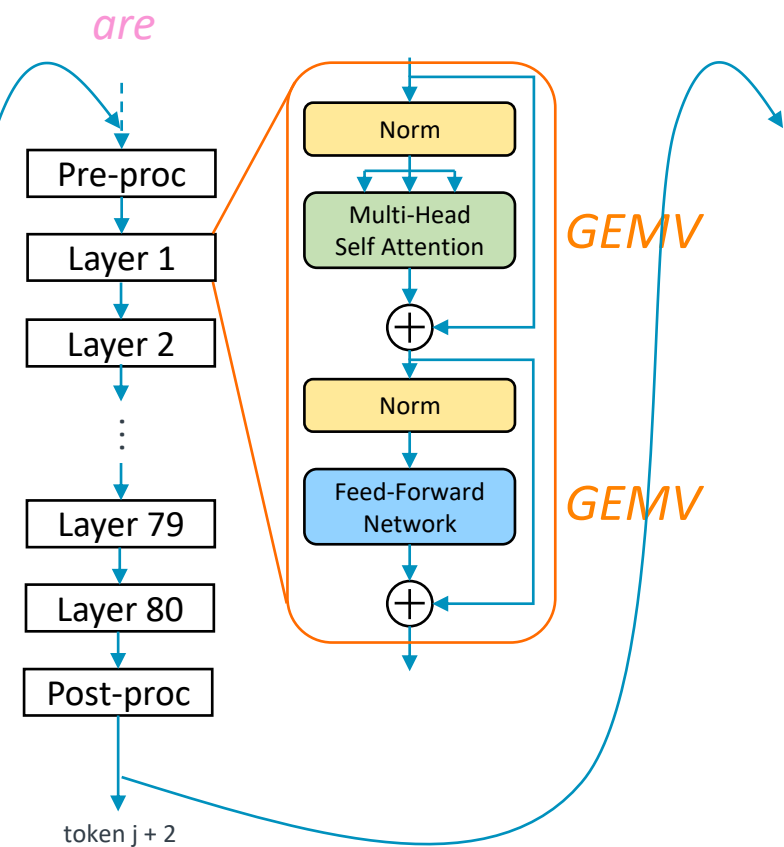 are
Pre-proc
Layer 1
Layer 2
⋮
Layer 79
Layer 80
Post-proc
token j + 2
Norm
Multi-Head
Self Attention
GEMV
Norm
Feed-Forward
Network
GEMV